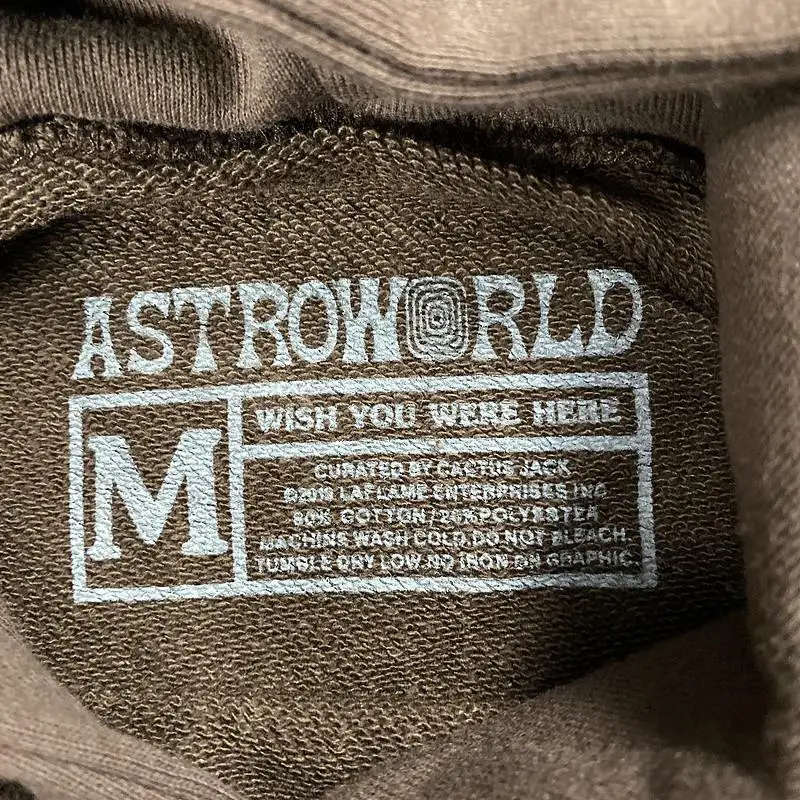 ASTROWORLD
M
WISH YOU WERE HERE
CURATED BY CACTUS JACK
LAFLAME ENTERPRISES INC
COTTON / POLYESTER
MACHINE WASH COLD. DO NOT BLEACH.
TUMBLE DRY LOW. NO IRON ON GRAPHIC.